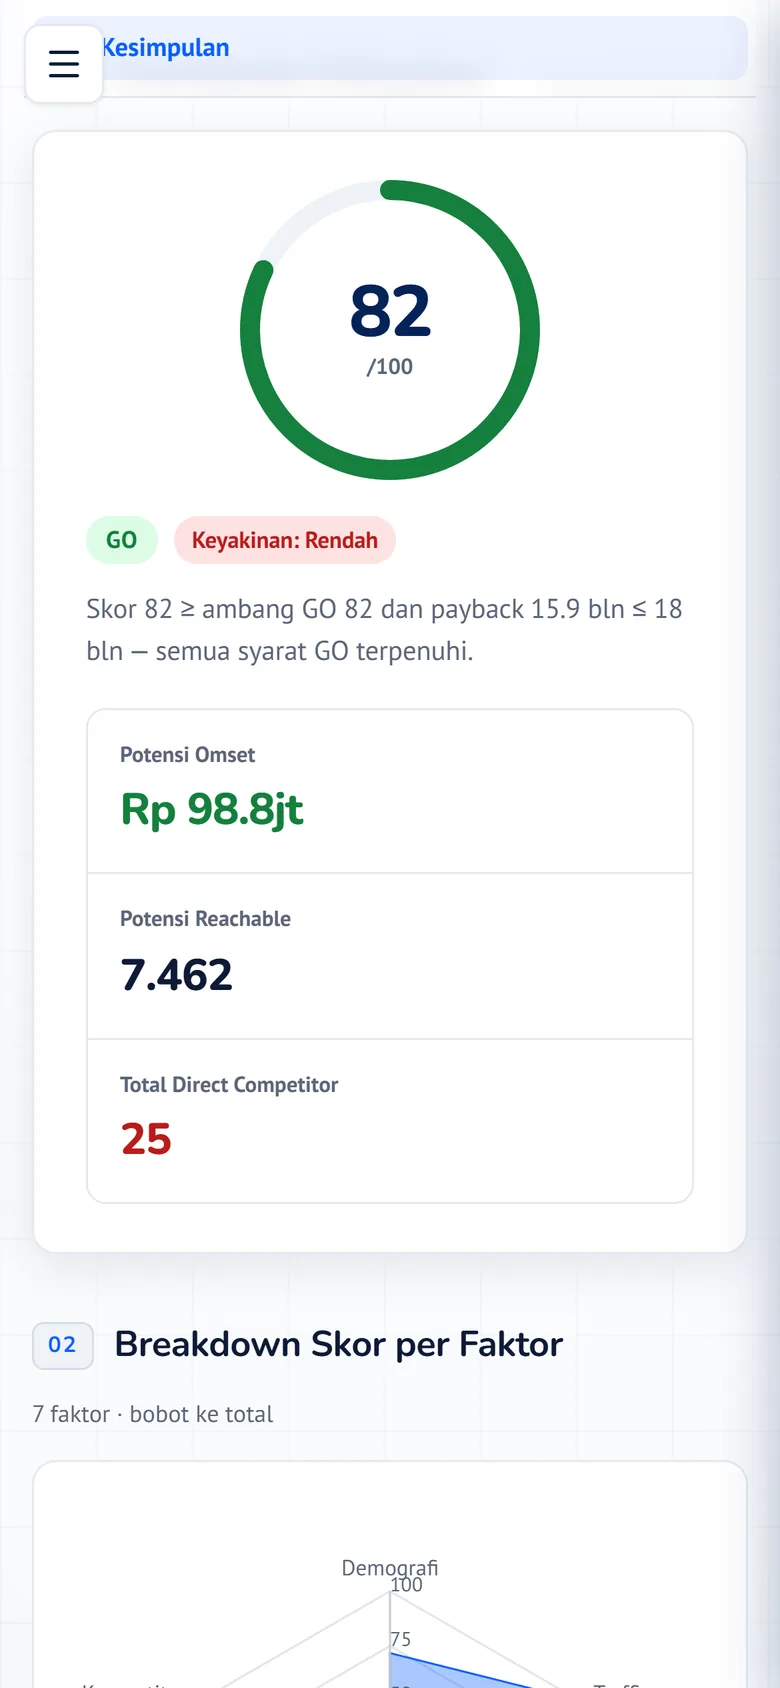 Kesimpulan
82
/100
GO
Keyakinan: Rendah
Skor 82 ≥ ambang GO 82 dan payback 15.9 bln ≤ 18
bln — semua syarat GO terpenuhi.
Potensi Omset
Rp 98.8jt
Potensi Reachable
7.462
Total Direct Competitor
25
02
Breakdown Skor per Faktor
7 faktor · bobot ke total
Demografi
100
75